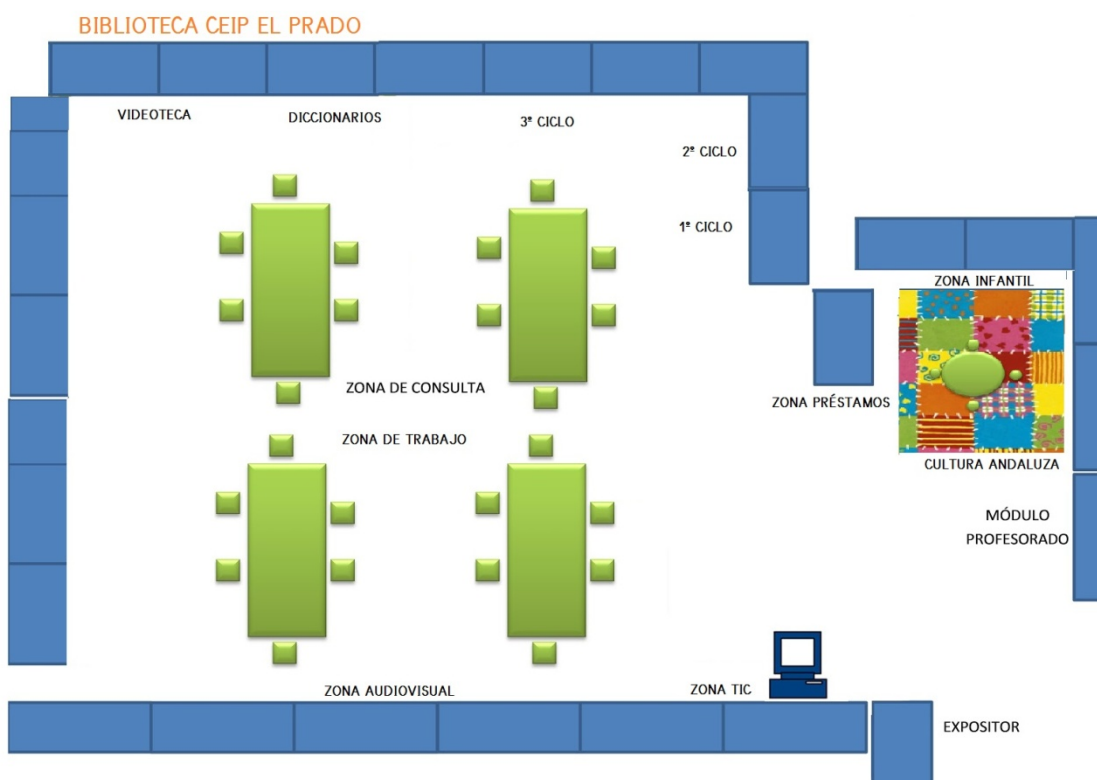 BIBLIOTECA CEIP EL PRADO
VIDEOTECA
DICCIONARIOS
3º CICLO
2º CICLO
1º CICLO
ZONA INFANTIL
ZONA DE CONSULTA
ZONA PRÉSTAMOS
ZONA DE TRABAJO
CULTURA ANDALUZA
MÓDULO
PROFESORADO
ZONA AUDIOVISUAL
ZONA TIC
EXPOSITOR